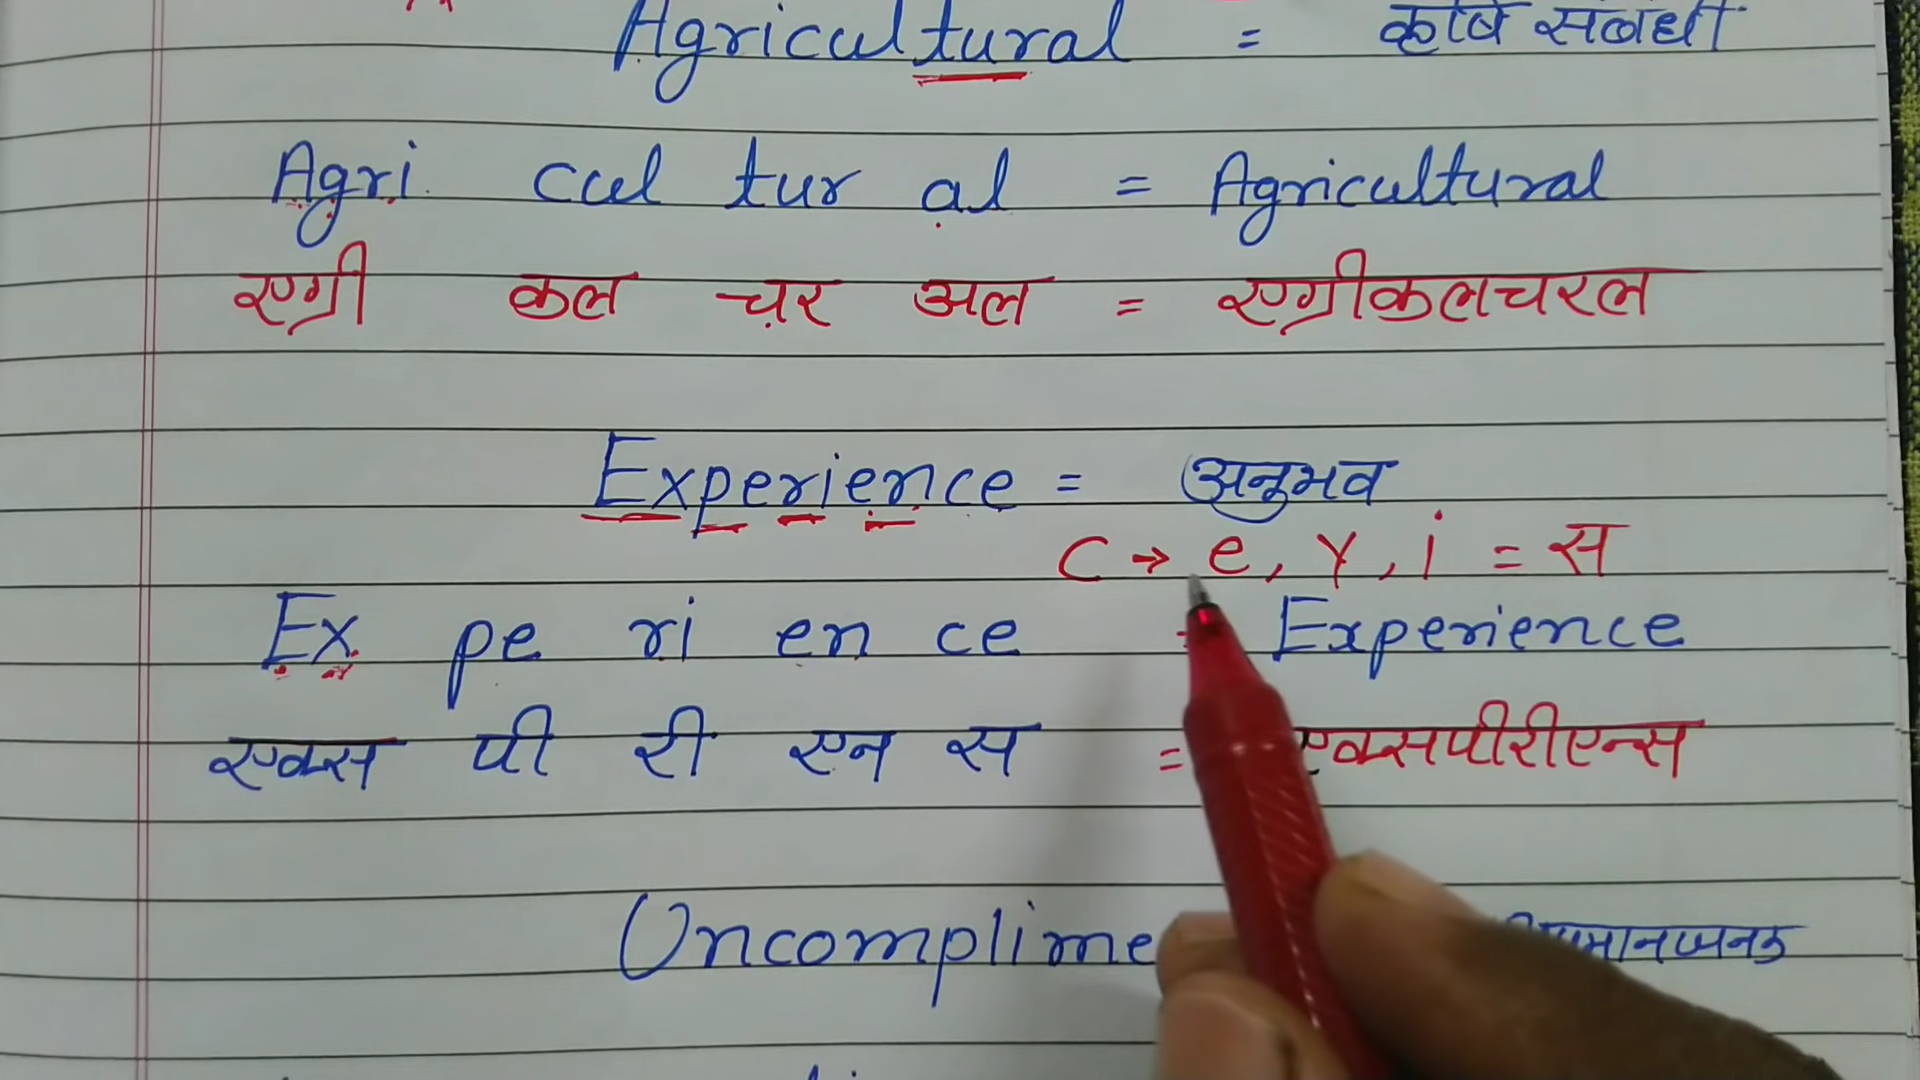 Agricultural = कृषि संबंधी
Agri cul tur al = Agricultural
एग्री कल चर अल = एग्रीकलचरल
Experience = अनुभव
C → e, y, i = स
Ex pe ri en ce = Experience
एक्स पी री एन स = एक्सपीरीएन्स
Uncomplime